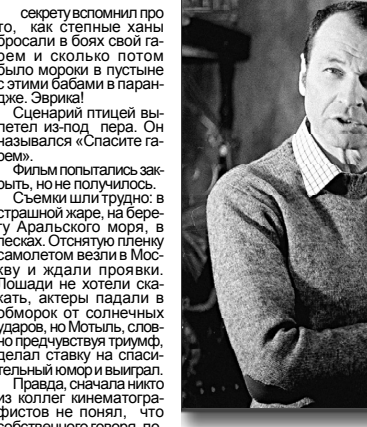 секрету вспомнил про
то, как степные ханы
бросали в боях свой га-
рем и сколько потом
было мороки в пустыне
с этими бабами в паран-
дже. Эврика!
Сценарий птицей вы-
летел из-под пера. Он
назывался «Спасите га-
рем».
Фильм попытались зак-
рыть, но не получилось.
Съемки шли трудно: в
страшной жаре, на бере-
гу Аральского моря, в
песках. Отснятую пленку
самолетом везли в Мос-
кву и ждали проявки.
Лошади не хотели ска-
кать, актеры падали в
обморок от солнечных
ударов, но Мотыль, слов-
но предчувствуя триумф,
делал ставку на спаси-
тельный юмор и выиграл.
Правда, сначала никто
из коллег кинематогра-
фистов не понял, что
собственного говоря, по-